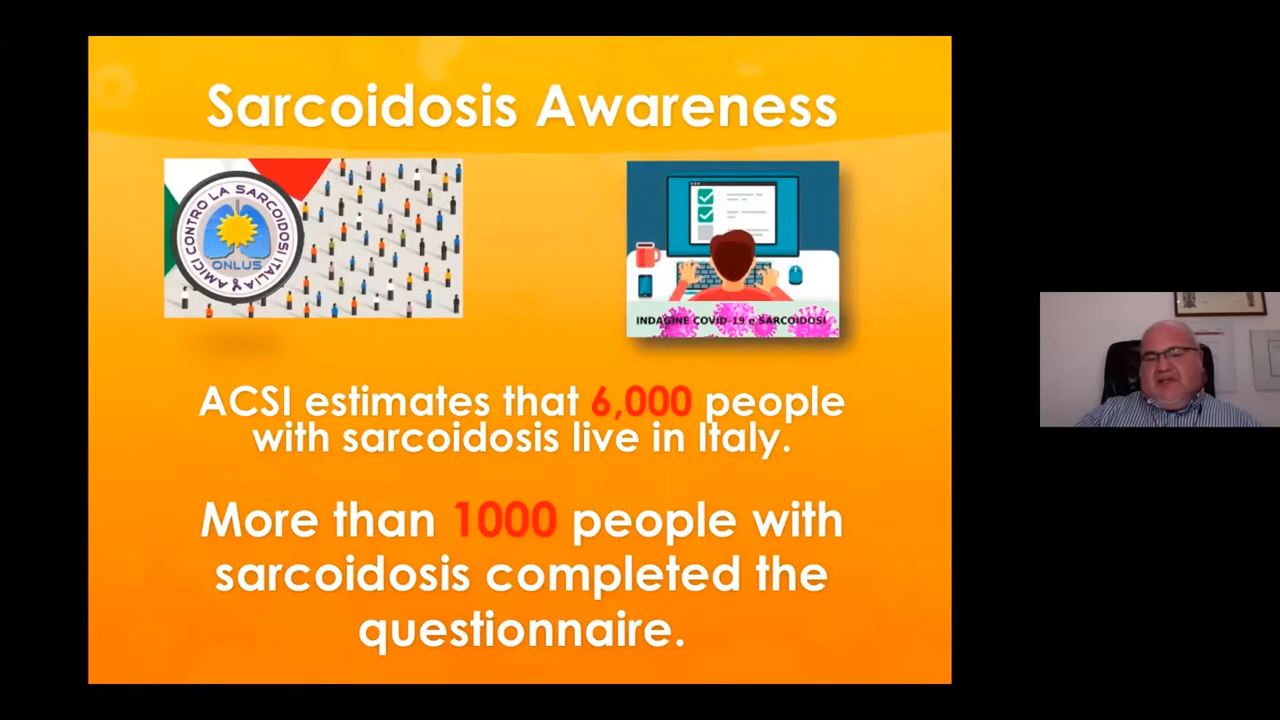 Sarcoidosis Awareness
AMICI CONTRO LA SARCOIDOSI ITALIA
ONLUS
INDAGINE COVID-19 e SARCOIDOSI
ACSI estimates that 6,000 people
with sarcoidosis live in Italy.
More than 1000 people with
sarcoidosis completed the
questionnaire.